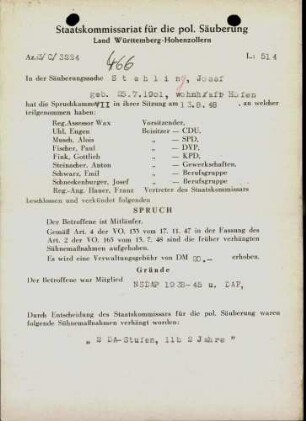 Staatskommissariat für die pol. Säuberung
Land Württemberg-Hohenzollern
Az. 2/C/3224
466
L: 514
In der Säuberungssache Stehling, Josef
geb. 25.7.1901, wohnhaft Hofen
hat die Spruchkammer VII in ihrer Sitzung am 13.8.48, an welcher
teilgenommen haben:
Reg. Assessor Wax Vorsitzender,
Uhl, Eugen Beisitzer — CDU,
Musch, Alois „ — SPD,
Fischer, Paul „ — DVP,
Fink, Gottlieb „ — KPD,
Steinacher, Anton „ — Gewerkschaften,
Schwarz, Emil „ — Berufsgruppe
Schneckenburger, Josef „ — Berufsgruppe
Reg.-Ang. Hauer, Franz Vertreter des Staatskommissars
beschlossen und verkündet folgenden
SPRUCH
Der Betroffene ist Mitläufer.
Gemäß Art. 4 der VO. 133 vom 17. 11. 47 in der Fassung des
Art. 2 der VO. 165 vom 13. 7. 48 sind die früher verhängten
Sühnemaßnahmen aufgehoben.
Es wird eine Verwaltungsgebühr von DM 20.- erhoben.
Gründe
Der Betroffene war Mitglied
NSDAP 1938-45 u. DAF,
Durch Entscheidung des Staatskommissars für die pol. Säuberung waren
folgende Sühnemaßnahmen verhängt worden:
„ 2 DA-Stufen, 11b 2 Jahre "